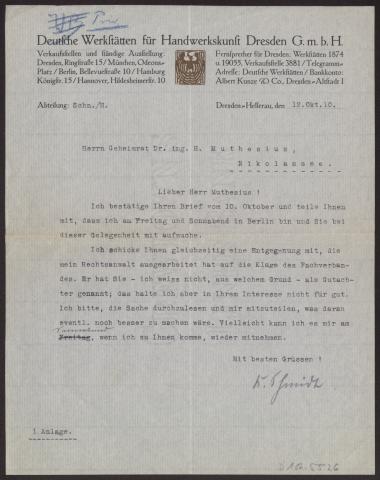 Deutsche Werkstätten für Handwerkskunst Dresden G. m. b. H.
Verkaufsstellen und ständige Ausstellung:
Dresden, Ringstraße 15 / München, Odeons-
Platz / Berlin, Bellevuestraße 10 / Hamburg
Königstr. 15 / Hannover, Hildesheimerstr. 10
Fernsprecher für Dresden: Werkstätten 1874
u. 19055, Verkaufsstelle 3881 / Telegramm-
Adresse: Deutsche Werkstätten / Bankkonto:
Albert Kunze & Co., Dresden-Altstadt 1
Abteilung: Schn./H.
Dresden-Hellerau, den 12.Okt.10.
Herrn Geheimrat Dr. ing. H. Muthesius,
Nikolassee.
Lieber Herr Muthesius !
Ich bestätige Ihren Brief vom 10. Oktober und teile Ihnen
mit, dass ich am Freitag und Sonnabend in Berlin bin und Sie bei
dieser Gelegenheit mit aufsuche.
Ich schicke Ihnen gleichzeitig eine Entgegnung mit, die
mein Rechtsanwalt ausgearbeitet hat auf die Klage des Fachverban-
des. Er hat Sie - ich weiss nicht, aus welchem Grund - als Gutach-
ter genannt; das halte ich aber in Ihrem Interesse nicht für gut.
Ich bitte, die Sache durchzulesen und mir mitzuteilen, was daran
eventl. noch besser zu machen wäre. Vielleicht kann ich es mir am
Sonnabend
Freitag, wenn ich zu Ihnen komme, wieder mitnehmen.
Mit besten Grüssen !
K. Schmidt
1 Anlage.